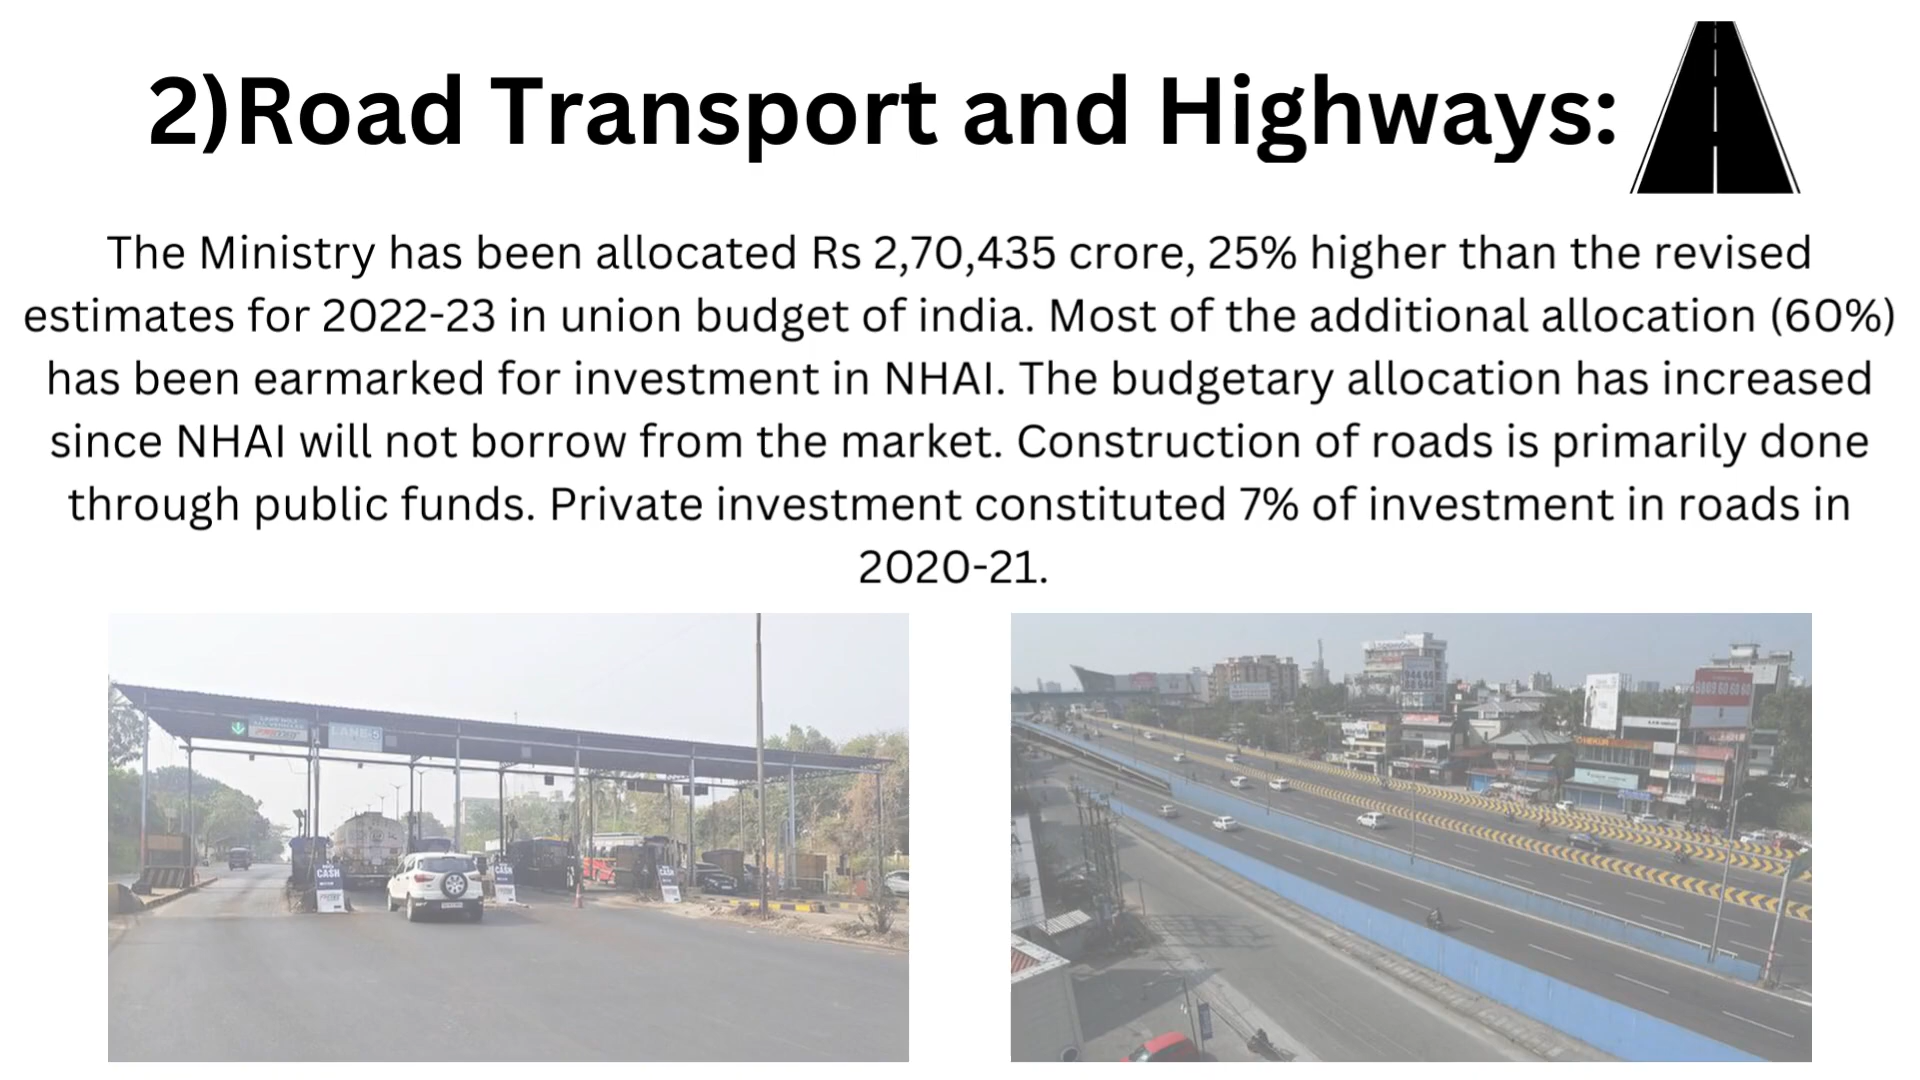 2)Road Transport and Highways:
The Ministry has been allocated Rs 2,70,435 crore, 25% higher than the revised
estimates for 2022-23 in union budget of india. Most of the additional allocation (60%)
has been earmarked for investment in NHAI. The budgetary allocation has increased
since NHAI will not borrow from the market. Construction of roads is primarily done
through public funds. Private investment constituted 7% of investment in roads in
2020-21.
LANE-5
CASH